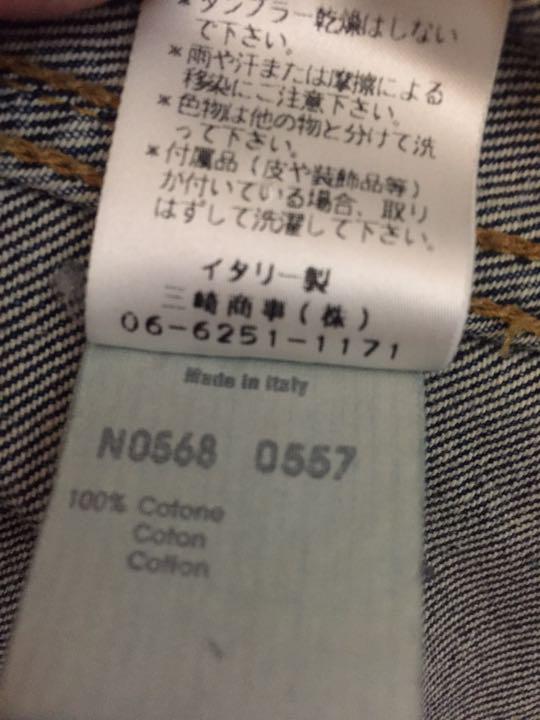 ＊タンブラー乾燥はしない
で下さい。
＊雨や汗または摩擦による
移染にご注意下さい。
＊色物は他の物と分けて洗
って下さい。
＊付属品（皮や装飾品等）
が付いている場合、取り
はずして洗濯して下さい。
イタリー製
三崎商事（株）
06-6251-1171
Made in Italy
N0568 0557
100% Cotone
Coton
Cotton